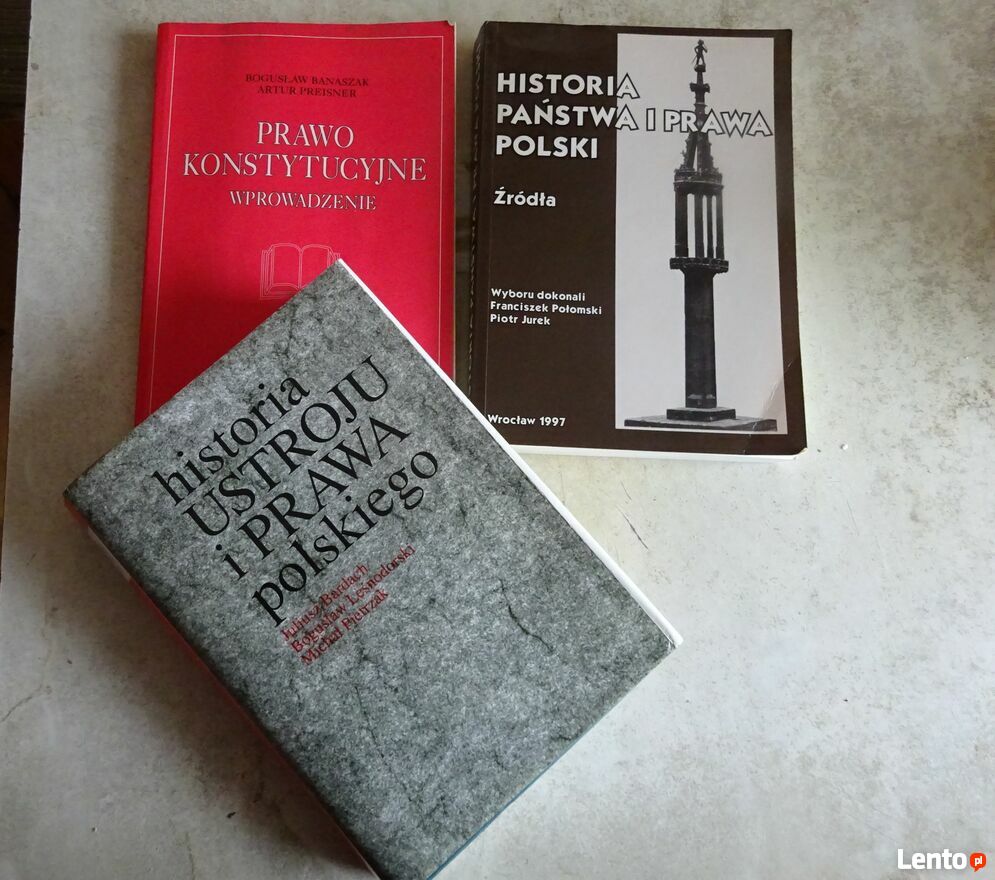 BOGUSŁAW BANASZAK
ARTUR PREISNER
PRAWO
KONSTYTUCYJNE
WPROWADZENIE
HISTORIA
PAŃSTWA I PRAWA
POLSKI
Źródła
Wyboru dokonali
Franciszek Połomski
Piotr Jurek
Wrocław 1997
historia
USTROJU
i PRAWA
polskiego
Juliusz Bardach
Bogusław Leśnodorski
Michał Pietrzak
Lento.pl